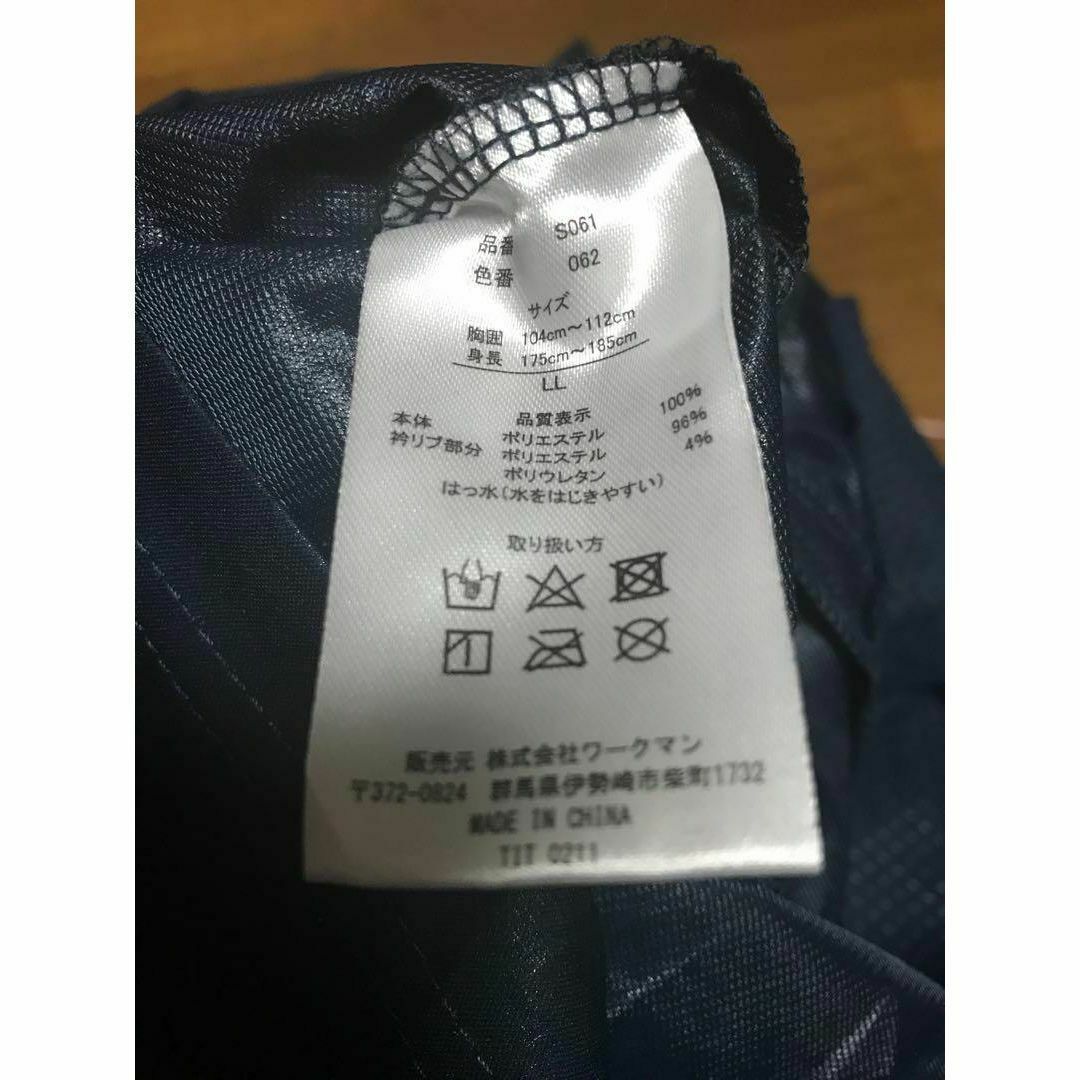 品番 S061
色番 062
サイズ
胸囲 104cm～112cm
身長 175cm～185cm
LL
品質表示
本体 ポリエステル 100%
衿リブ部分 ポリエステル 96%
ポリウレタン 4%
はっ水(水をはじきやすい)
取り扱い方
販売元 株式会社ワークマン
〒372-0824 群馬県伊勢崎市柴町1732
MADE IN CHINA
TIT 0211